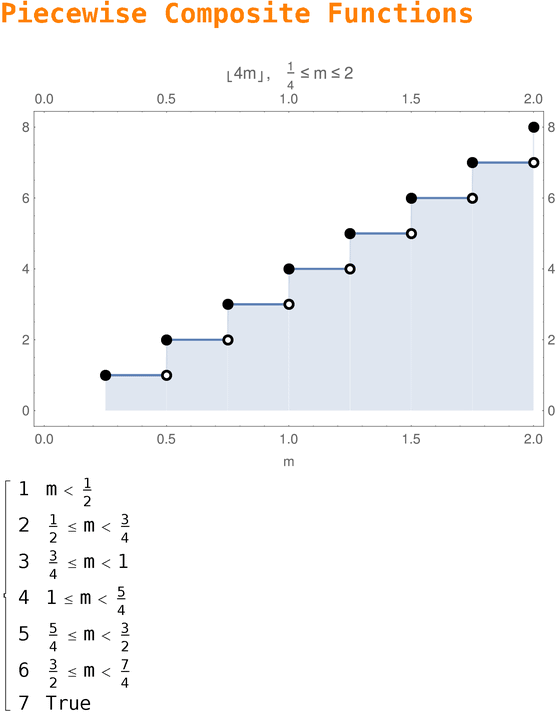 Piecewise Composite Functions
⌊4m⌋, 1/4 ≤ m ≤ 2
0.0 0.5 1.0 1.5 2.0
8 8
6 6
4 4
2 2
0 0
0.0 0.5 1.0 1.5 2.0
m
1 m < 1/2
2 1/2 ≤ m < 3/4
3 3/4 ≤ m < 1
4 1 ≤ m < 5/4
5 5/4 ≤ m < 3/2
6 3/2 ≤ m < 7/4
7 True